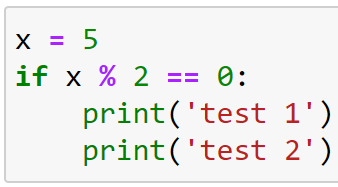 x = 5
if x % 2 == 0:
    print('test 1')
    print('test 2')